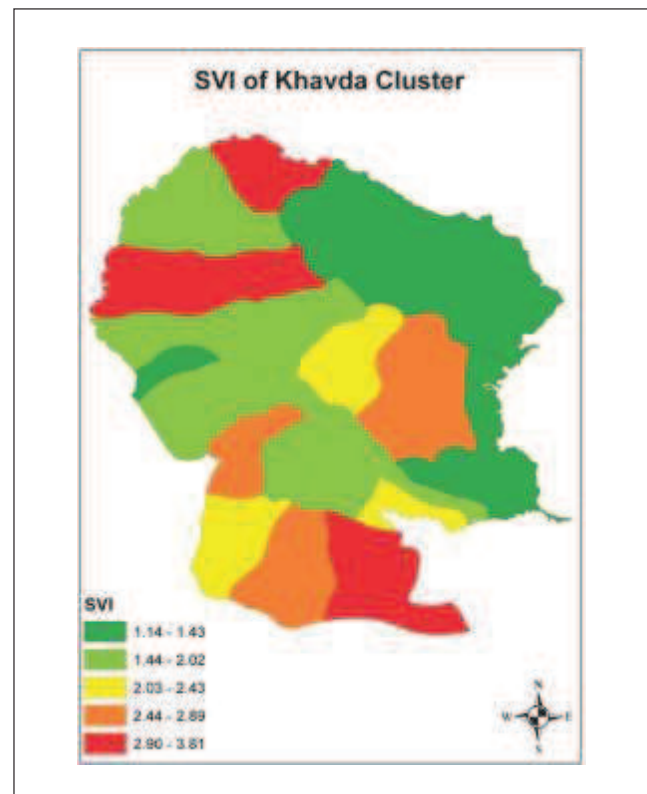 SVI of Khavda Cluster
SVI
1.14 - 1.43
1.44 - 2.02
2.03 - 2.43
2.44 - 2.89
2.90 - 3.81
N
W E
S